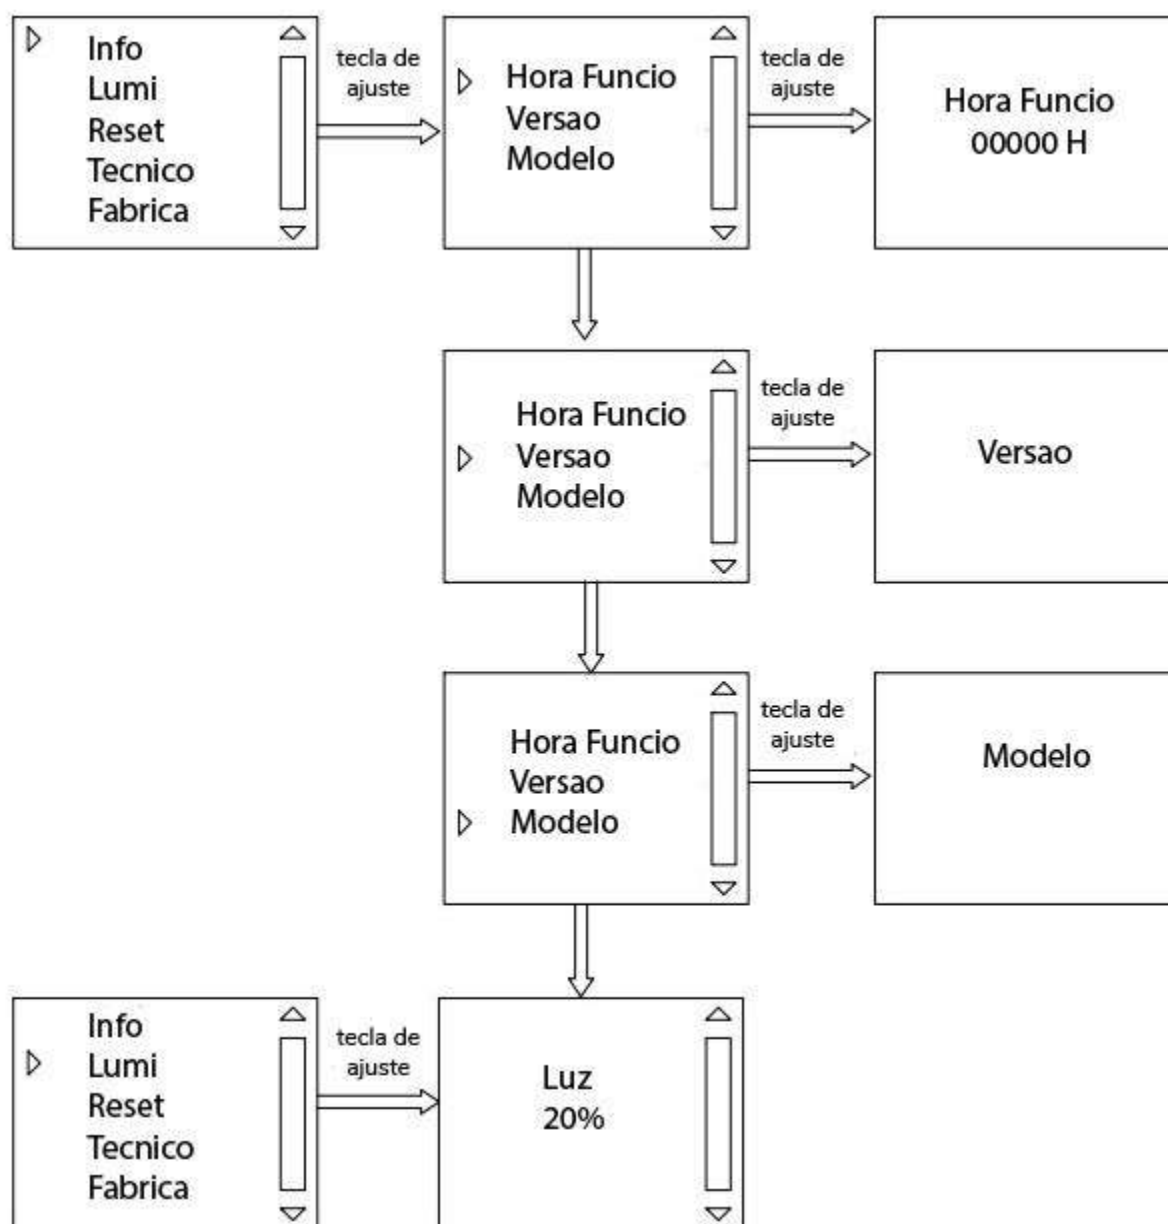 Info
Lumi
Reset
Tecnico
Fabrica
tecla de
ajuste
Hora Funcio
Versao
Modelo
tecla de
ajuste
Hora Funcio
00000 H
Hora Funcio
Versao
Modelo
tecla de
ajuste
Versao
Hora Funcio
Versao
Modelo
tecla de
ajuste
Modelo
Info
Lumi
Reset
Tecnico
Fabrica
tecla de
ajuste
Luz
20%